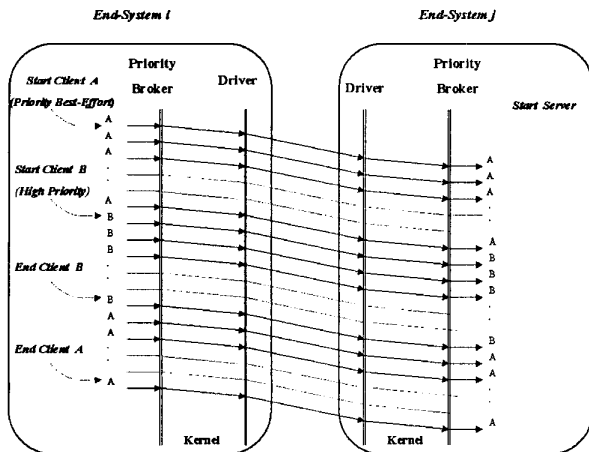 End-System i
End-System j
Priority
Broker
Driver
Driver
Priority
Broker
Start Client A
(Priority Best-Effort)
Start Server
A
A
A
.
.
Start Client B
(High Priority)
A
B
B
B
.
.
End Client B
B
A
A
.
.
End Client A
A
A
A
A
.
.
A
B
B
B
.
.
B
A
A
.
.
A
Kernel
Kernel